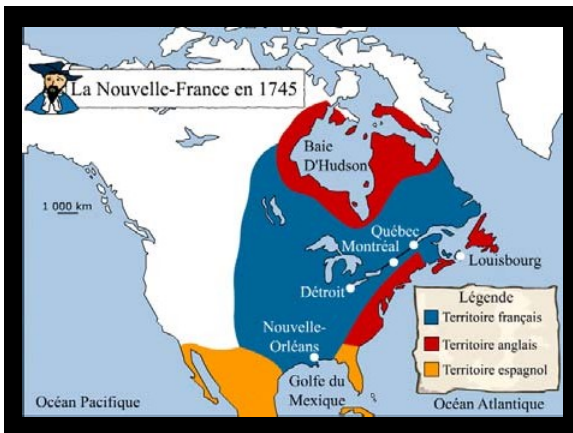 La Nouvelle-France en 1745
Baie
D'Hudson
1 000 km
Québec
Montréal
Louisbourg
Détroit
Légende
Territoire français
Territoire anglais
Territoire espagnol
Nouvelle-
Orléans
Golfe du
Mexique
Océan Pacifique
Océan Atlantique